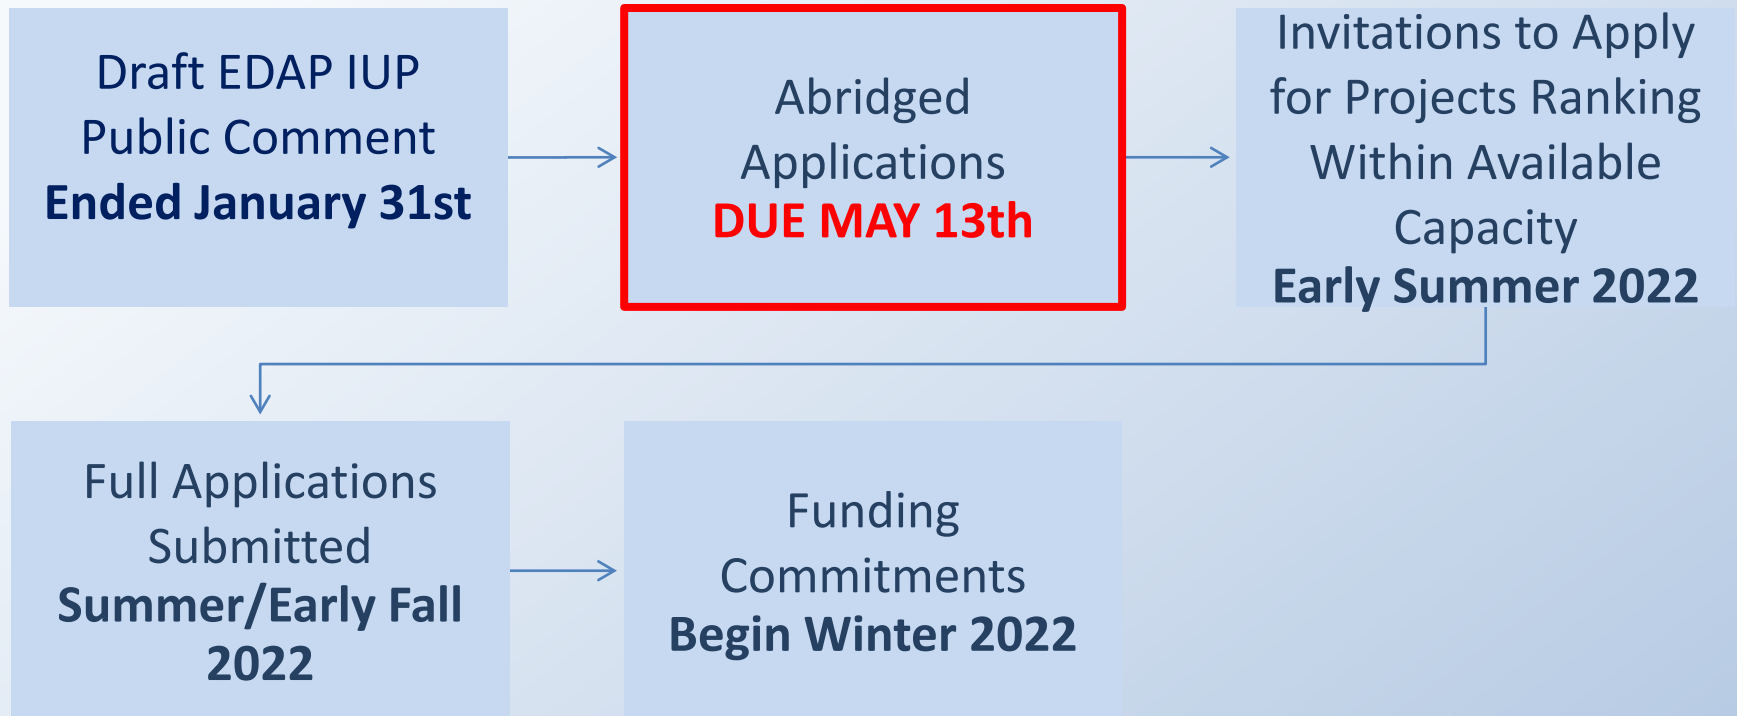 Draft EDAP IUP
Public Comment
Ended January 31st
Abridged
Applications
DUE MAY 13th
Invitations to Apply
for Projects Ranking
Within Available
Capacity
Early Summer 2022
Full Applications
Submitted
Summer/Early Fall
2022
Funding
Commitments
Begin Winter 2022